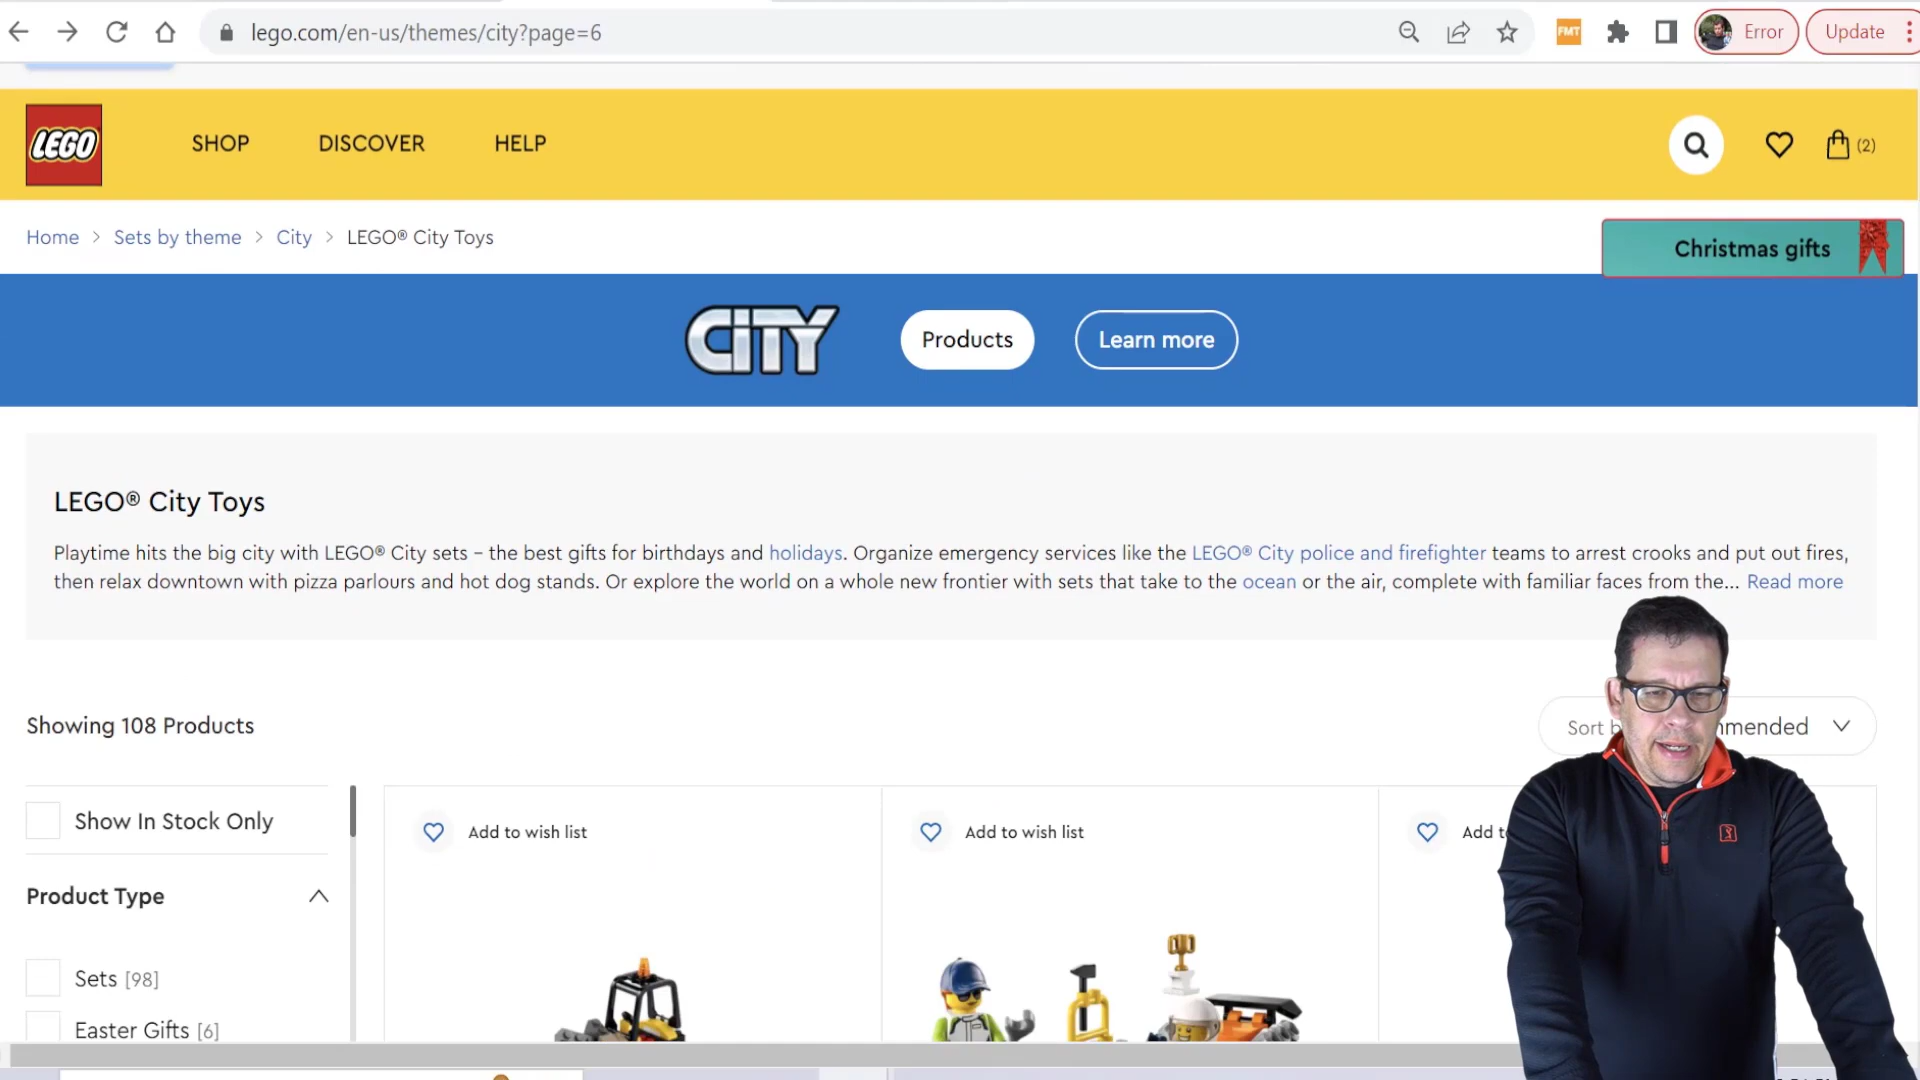 lego.com/en-us/themes/city?page=6
FMT
Error
Update
LEGO
SHOP
DISCOVER
HELP
(2)
Home > Sets by theme > City > LEGO® City Toys
Christmas gifts
CITY
Products
Learn more
LEGO® City Toys
Playtime hits the big city with LEGO® City sets – the best gifts for birthdays and holidays. Organize emergency services like the LEGO® City police and firefighter teams to arrest crooks and put out fires,
then relax downtown with pizza parlours and hot dog stands. Or explore the world on a whole new frontier with sets that take to the ocean or the air, complete with familiar faces from the... Read more
Showing 108 Products
Sort b
mmended
Show In Stock Only
Add to wish list
Add to wish list
Add t
Product Type
Sets [98]
Easter Gifts [6]